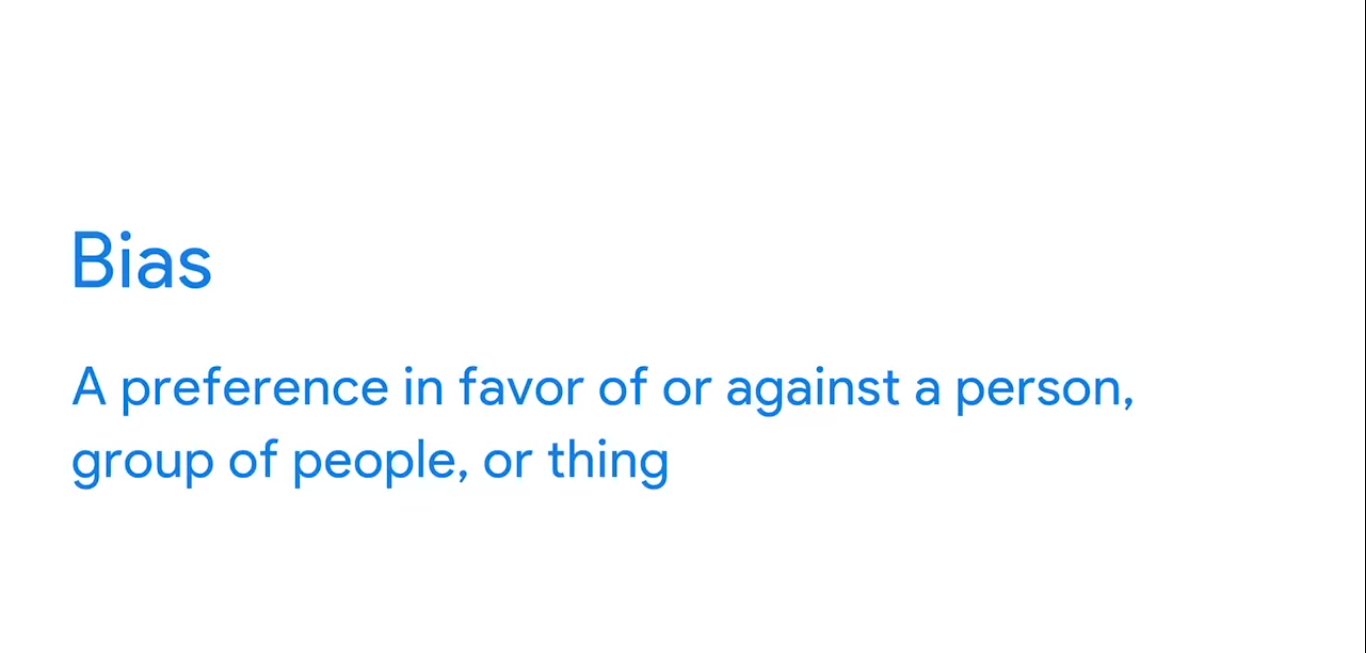 Bias
A preference in favor of or against a person,
group of people, or thing